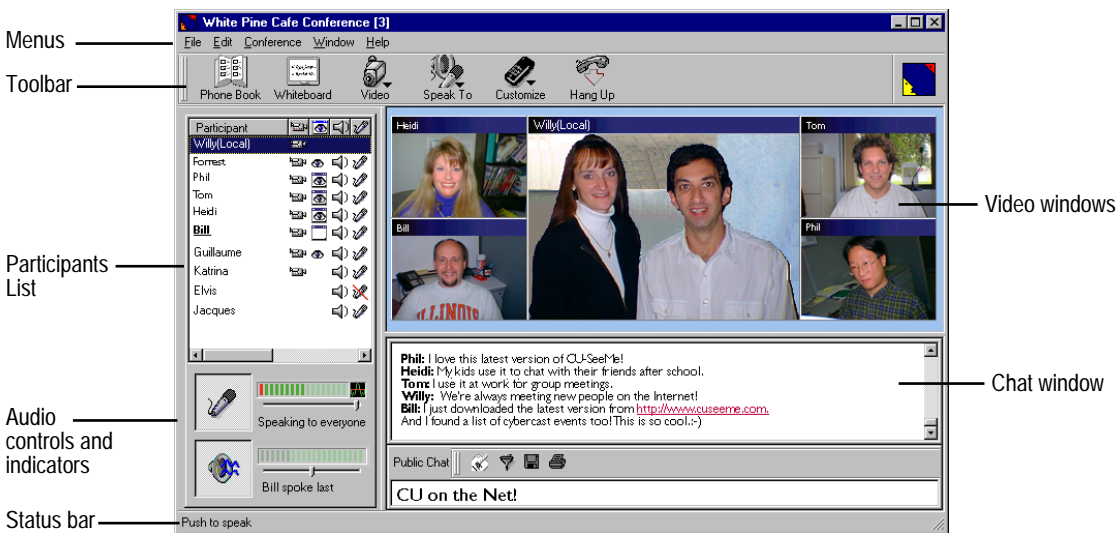 White Pine Cafe Conference [3]
Menus
File Edit Conference Window Help
Toolbar
Phone Book Whiteboard Video Speak To Customize Hang Up
Participant
Willy(Local)
Forrest
Phil
Tom
Heidi
Bill
Guillaume
Katrina
Elvis
Jacques
Participants
List
Heidi
Willy(Local)
Tom
Bill
Phil
ILLINOIS
Video windows
Phil: I love this latest version of CU-SeeMe!
Heidi: My kids use it to chat with their friends after school.
Tom: I use it at work for group meetings.
Willy: We're always meeting new people on the Internet!
Bill: I just downloaded the latest version from http://www.cuseeme.com.
And I found a list of cybercast events too! This is so cool.:-)
Chat window
Audio
controls and
indicators
Speaking to everyone
Bill spoke last
Public Chat
CU on the Net!
Status bar
Push to speak